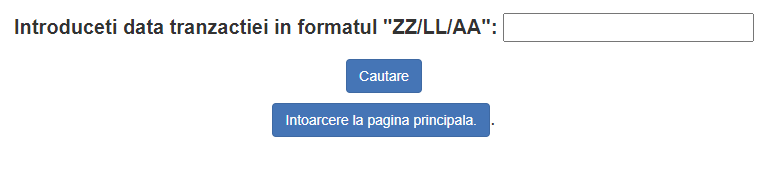 Introduceti data tranzactiei in formatul "ZZ/LL/AA":
Cautare
Intoarcere la pagina principala. .